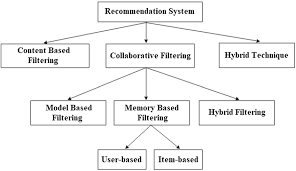 Recommendation System
Content Based
Filtering
Collaborative Filtering
Hybrid Technique
Model Based
Filtering
Memory Based
Filtering
Hybrid Filtering
User-based
Item-based